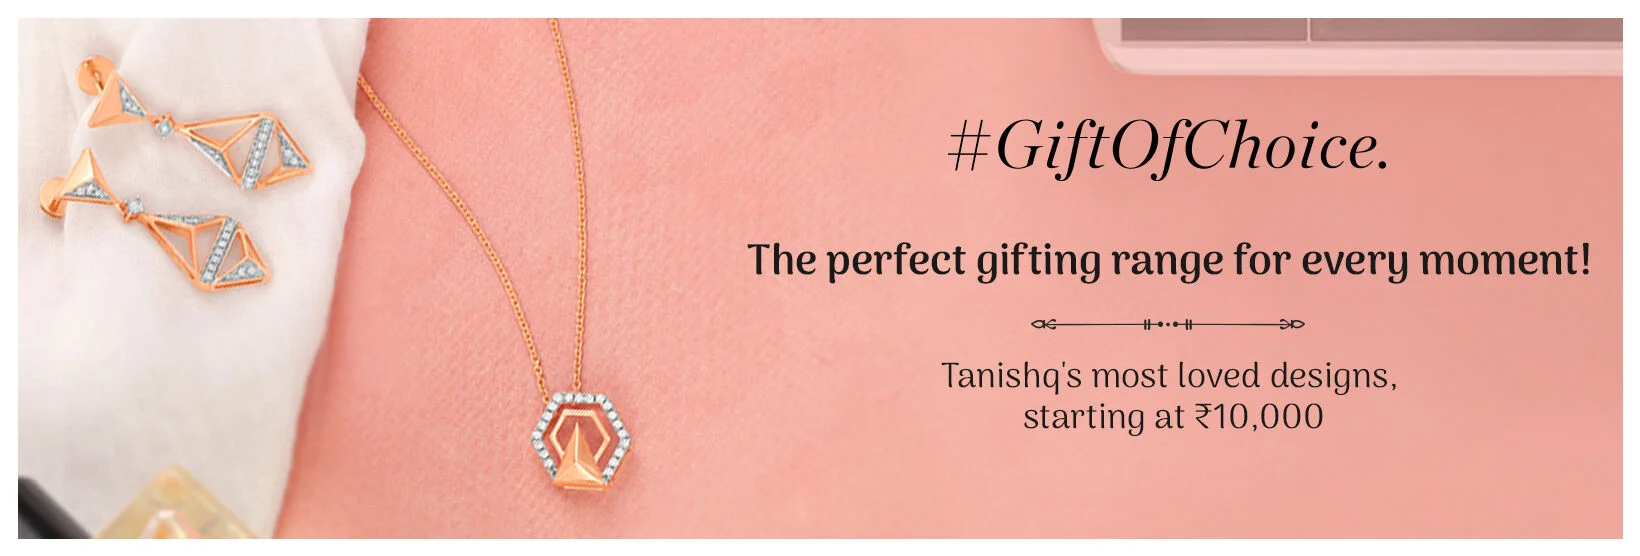 #GiftOfChoice.
The perfect gifting range for every moment!
Tanishq's most loved designs,
starting at ₹10,000